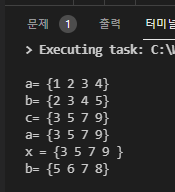 문제 1 출력 터미널
> Executing task: C:\
a= {1 2 3 4}
b= {2 3 4 5}
c= {3 5 7 9}
a= {3 5 7 9}
x = {3 5 7 9 }
b= {5 6 7 8}